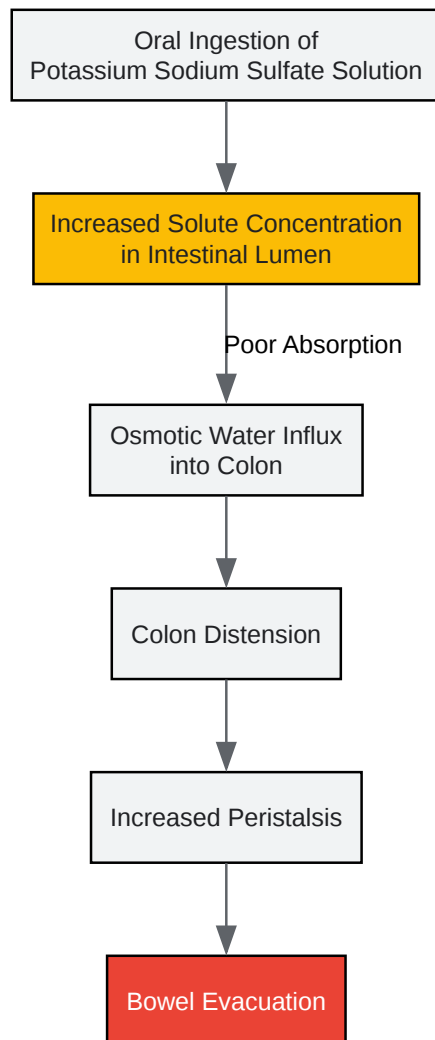 Oral Ingestion of
Potassium Sodium Sulfate Solution
Increased Solute Concentration
in Intestinal Lumen
Poor Absorption
Osmotic Water Influx
into Colon
Colon Distension
Increased Peristalsis
Bowel Evacuation